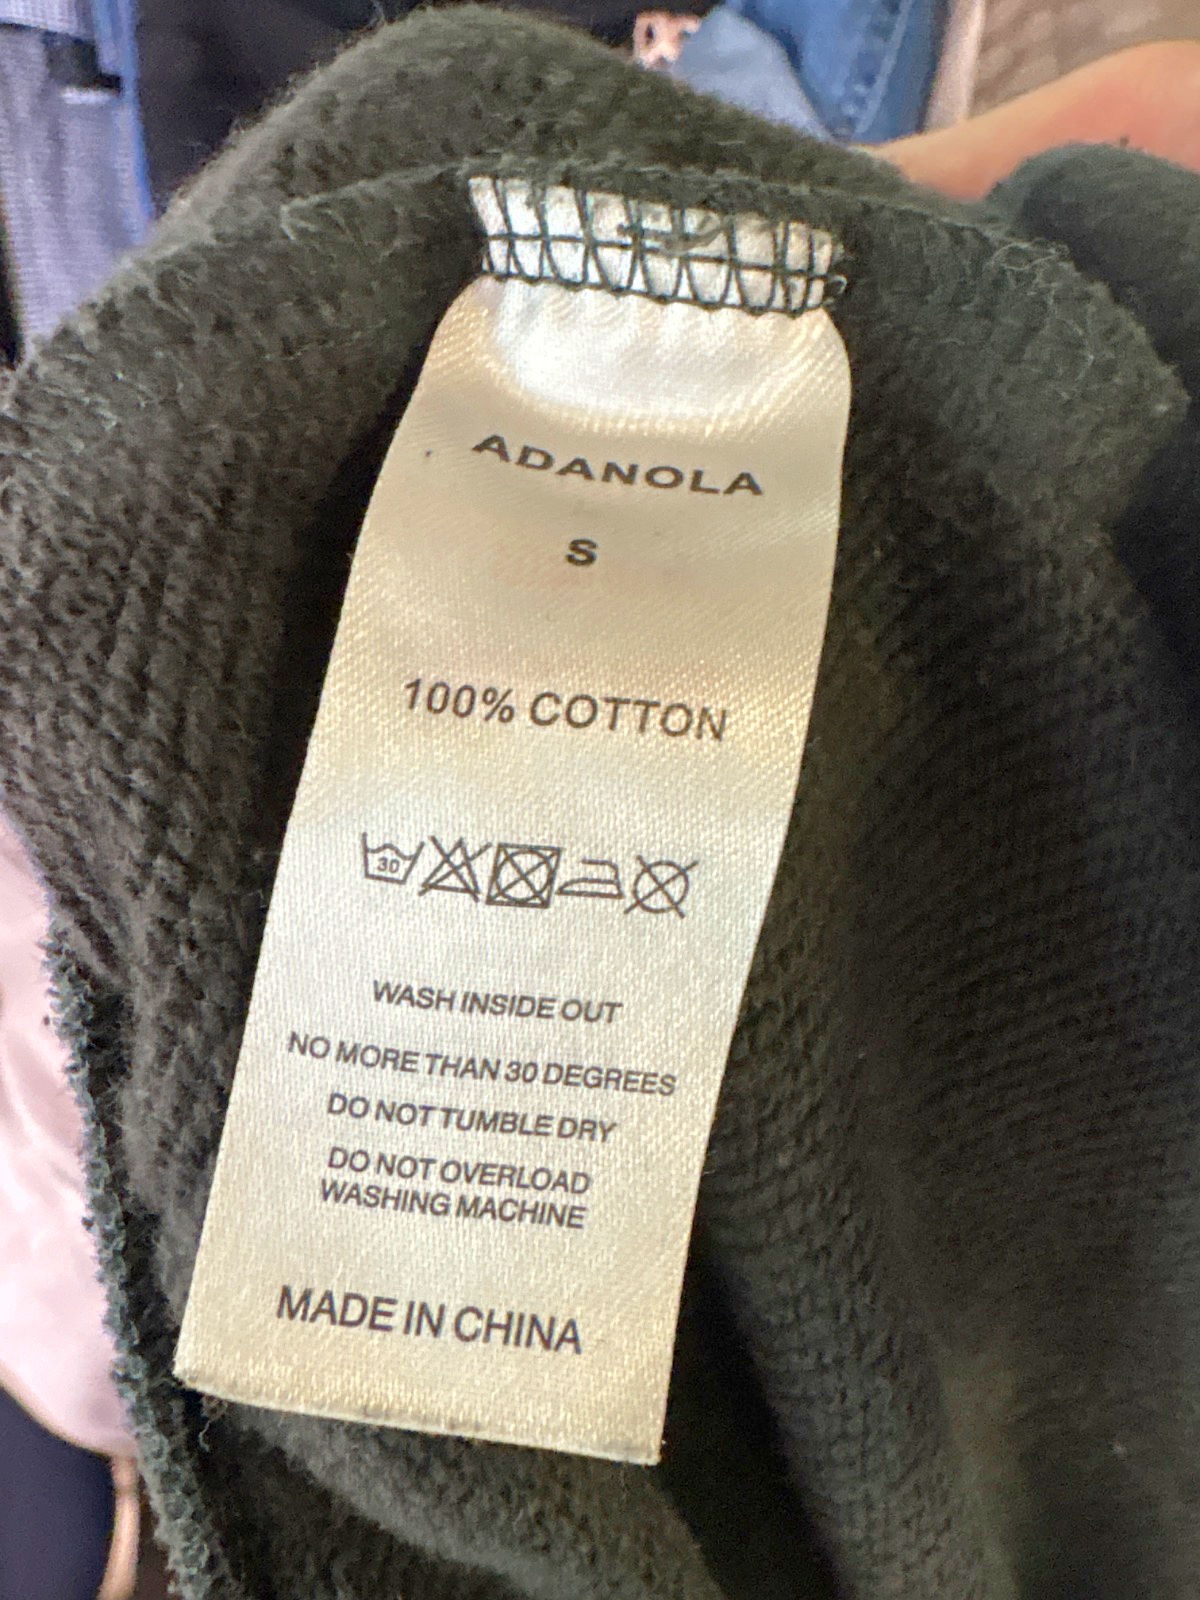 ADANOLA
S
100% COTTON
30
WASH INSIDE OUT
NO MORE THAN 30 DEGREES
DO NOT TUMBLE DRY
DO NOT OVERLOAD
WASHING MACHINE
MADE IN CHINA